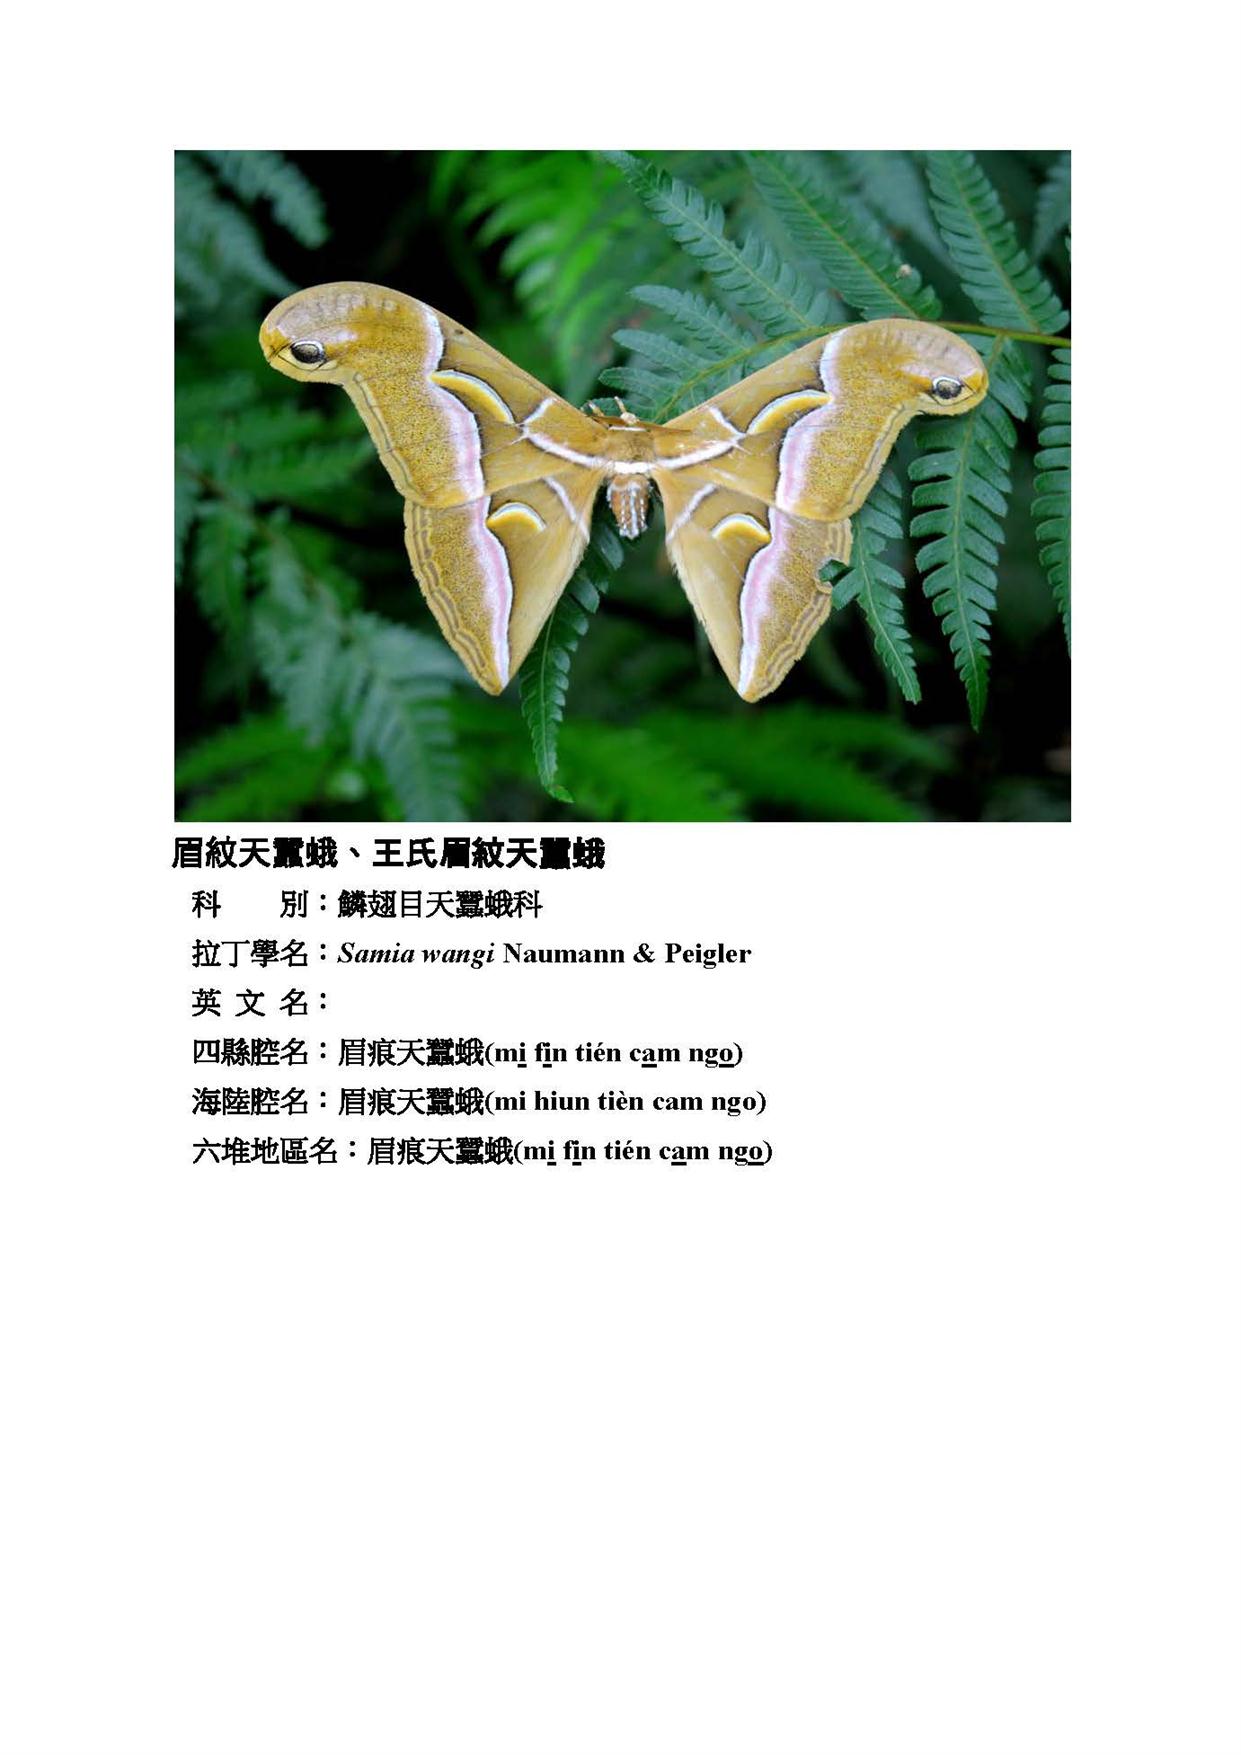 眉紋天蠶蛾、王氏眉紋天蠶蛾
科　　別：鱗翅目天蠶蛾科
拉丁學名：Samia wangi Naumann & Peigler
英 文 名：
四縣腔名：眉痕天蠶蛾(mi̲ fi̲n tién ca̲m ngo̲)
海陸腔名：眉痕天蠶蛾(mi hiun tièn cam ngo)
六堆地區名：眉痕天蠶蛾(mi̲ fi̲n tién ca̲m ngo̲)